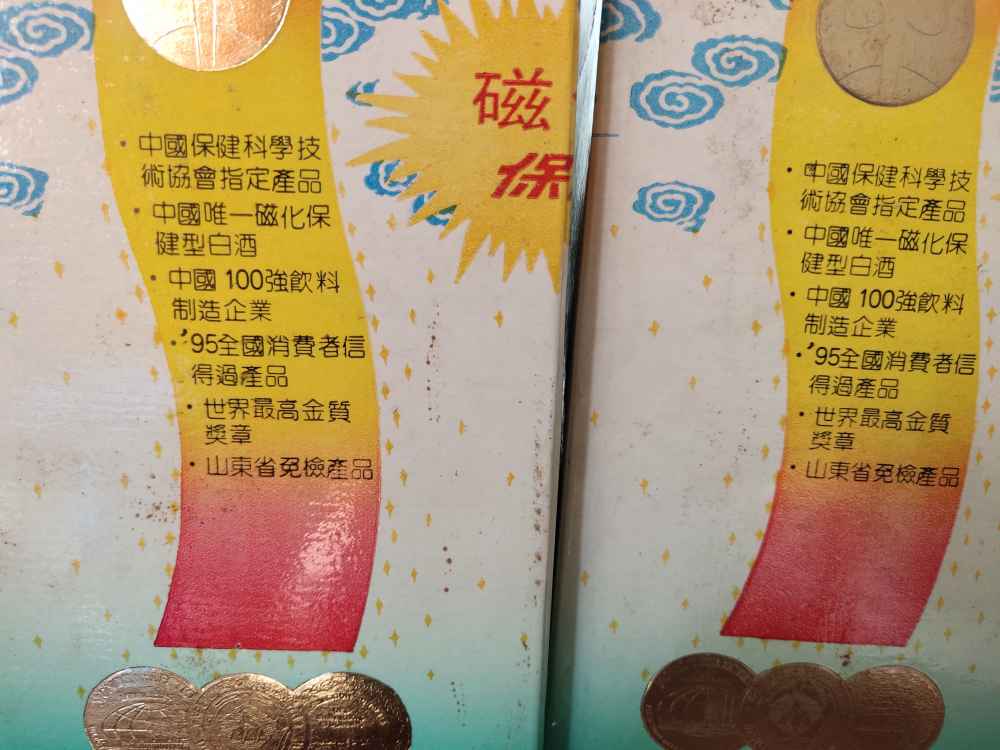 磁
保
· 中國保健科學技
術協會指定產品
· 中國唯一磁化保
健型白酒
· 中國 100強飲料
制造企業
· '95全國消費者信
得過產品
· 世界最高金質
獎章
· 山東省免檢產品
· 中國保健科學技
術協會指定產品
· 中國唯一磁化保
健型白酒
· 中國 100強飲料
制造企業
· '95全國消費者信
得過產品
· 世界最高金質
獎章
· 山東省免檢產品